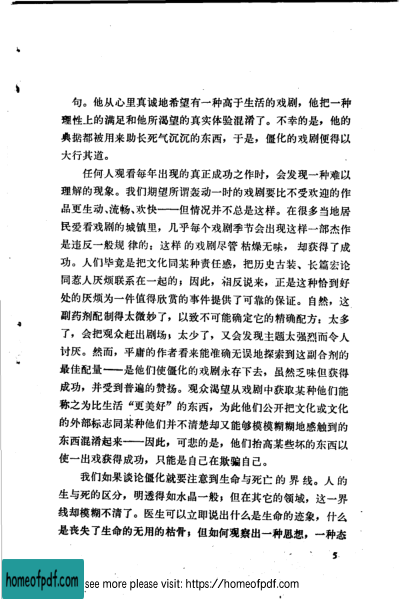 句。他从心里真诚地希望有一种高于生活的戏剧，他把一种
理性上的满足和他所渴望的真实体验混淆了。不幸的是，他的
典据都被用来助长死气沉沉的东西，于是，僵化的戏剧便得以
大行其道。
任何人观看每年出现的真正成功之作时，会发现一种难以
理解的现象。我们期望所谓轰动一时的戏剧要比不受欢迎的作
品更生动、流畅、欢快——但情况并不总是这样。在很多当地居
民爱看戏剧的城镇里，几乎每个戏剧季节会出现这样一部杰作
是违反一般规律的；这样的戏剧尽管枯燥无味，却获得了成
功。人们毕竟是把文化同某种责任感，把历史古装、长篇宏论
同惹人厌烦联系在一起的；因此，相反说来，正是这种恰到好
处的厌烦为一件值得欣赏的事件提供了可靠的保证。自然，这
副药剂配制得太微妙了，以致不可能确定它的精确配方；太多
了，会把观众赶出剧场；太少了，又会发现主题太强烈而令人
讨厌。然而，平庸的作者看来能准确无误地探索到这副合剂的
最佳配量——是他们使僵化的戏剧永存下去，虽然乏味但获得
成功，并受到普遍的赞扬。观众渴望从戏剧中获取某种他们能
称之为比生活“更美好”的东西，为此他们公开把文化或文化
的外部标志同某种他们并不清楚却又能够模模糊糊地感触到的
东西混淆起来——因此，可悲的是，他们抬高某些坏的东西以
使一出戏获得成功，只能是自己在欺骗自己。
我们如果谈论僵化就要注意到生命与死亡的界线。人的
生与死的区分，明透得如水晶一般；但在其它的领域，这一界
线却模糊不清了。医生可以立即说出什么是生命的迹象，什么
是丧失了生命的无用的枯骨；但如何观察出一种思想，一种态
5
homeofpdf.com
see more please visit: https://homeofpdf.com